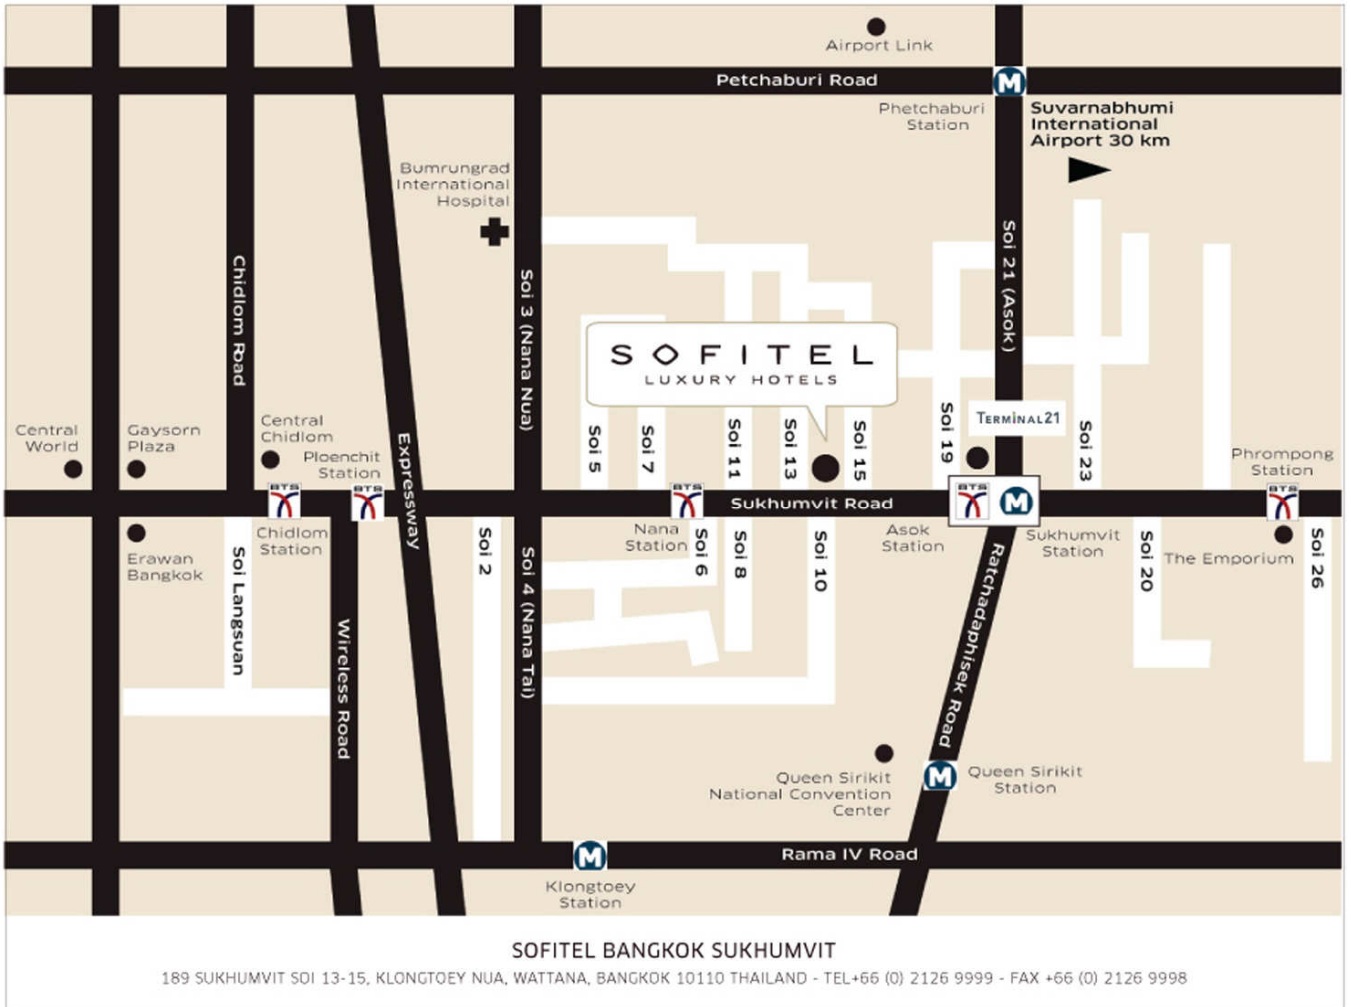 Airport Link
Petchaburi Road
M
Phetchaburi
Station
Suvarnabhumi
International
Airport 30 km
Bumrungrad
International
Hospital
Chidlom Road
Soi 3 (Nana Nua)
Soi 21 (Asok)
SOFITEL
LUXURY HOTELS
Central
World
Gaysorn
Plaza
Central
Chidlom
Ploenchit
Station
Expressway
Soi 5
Soi 7
Soi 11
Soi 13
Soi 15
Soi 19
TERMINAL21
Soi 23
Phrompong
Station
BTS
BTS
BTS
Sukhumvit Road
BTS
M
BTS
Erawan
Bangkok
Chidlom
Station
Soi Langsuan
Wireless Road
Soi 2
Soi 4 (Nana Tai)
Nana
Station
Soi 6
Soi 8
Soi 10
Asok
Station
Ratchadaphisek Road
Sukhumvit
Station
Soi 20
The Emporium
Soi 26
Queen Sirikit
National Convention
Center
M
Queen Sirikit
Station
M
Rama IV Road
Klongtoey
Station
SOFITEL BANGKOK SUKHUMVIT
189 SUKHUMVIT SOI 13-15, KLONGTOEY NUA, WATTANA, BANGKOK 10110 THAILAND - TEL+66 (0) 2126 9999 - FAX +66 (0) 2126 9998